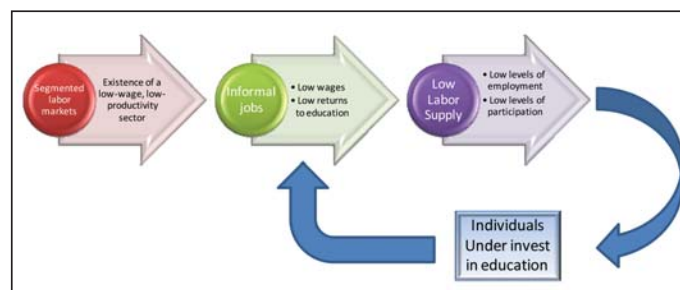 Segmented
labor
markets
Existence of a
low-wage, low-
productivity
sector
Informal
jobs
• Low wages
• Low returns
to education
Low
Labor
Supply
• Low levels of
employment
• Low levels of
participation
Individuals
Under invest
in education